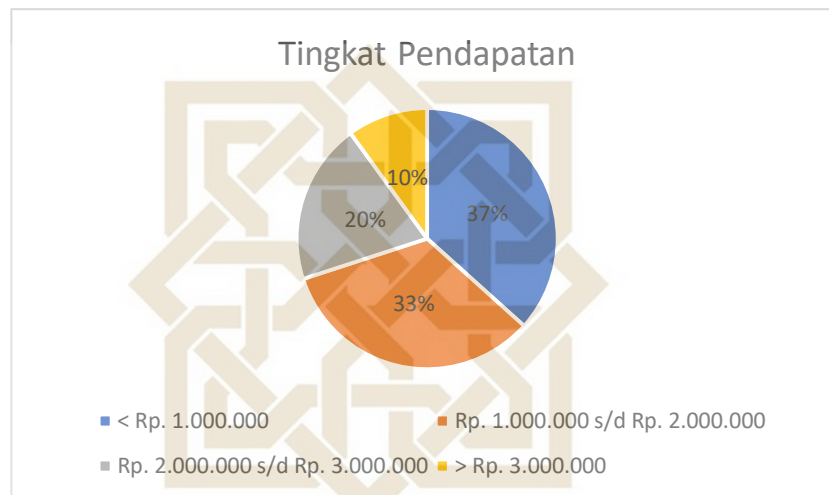 Tingkat Pendapatan
10%
37%
20%
33%
< Rp. 1.000.000
Rp. 1.000.000 s/d Rp. 2.000.000
Rp. 2.000.000 s/d Rp. 3.000.000
> Rp. 3.000.000